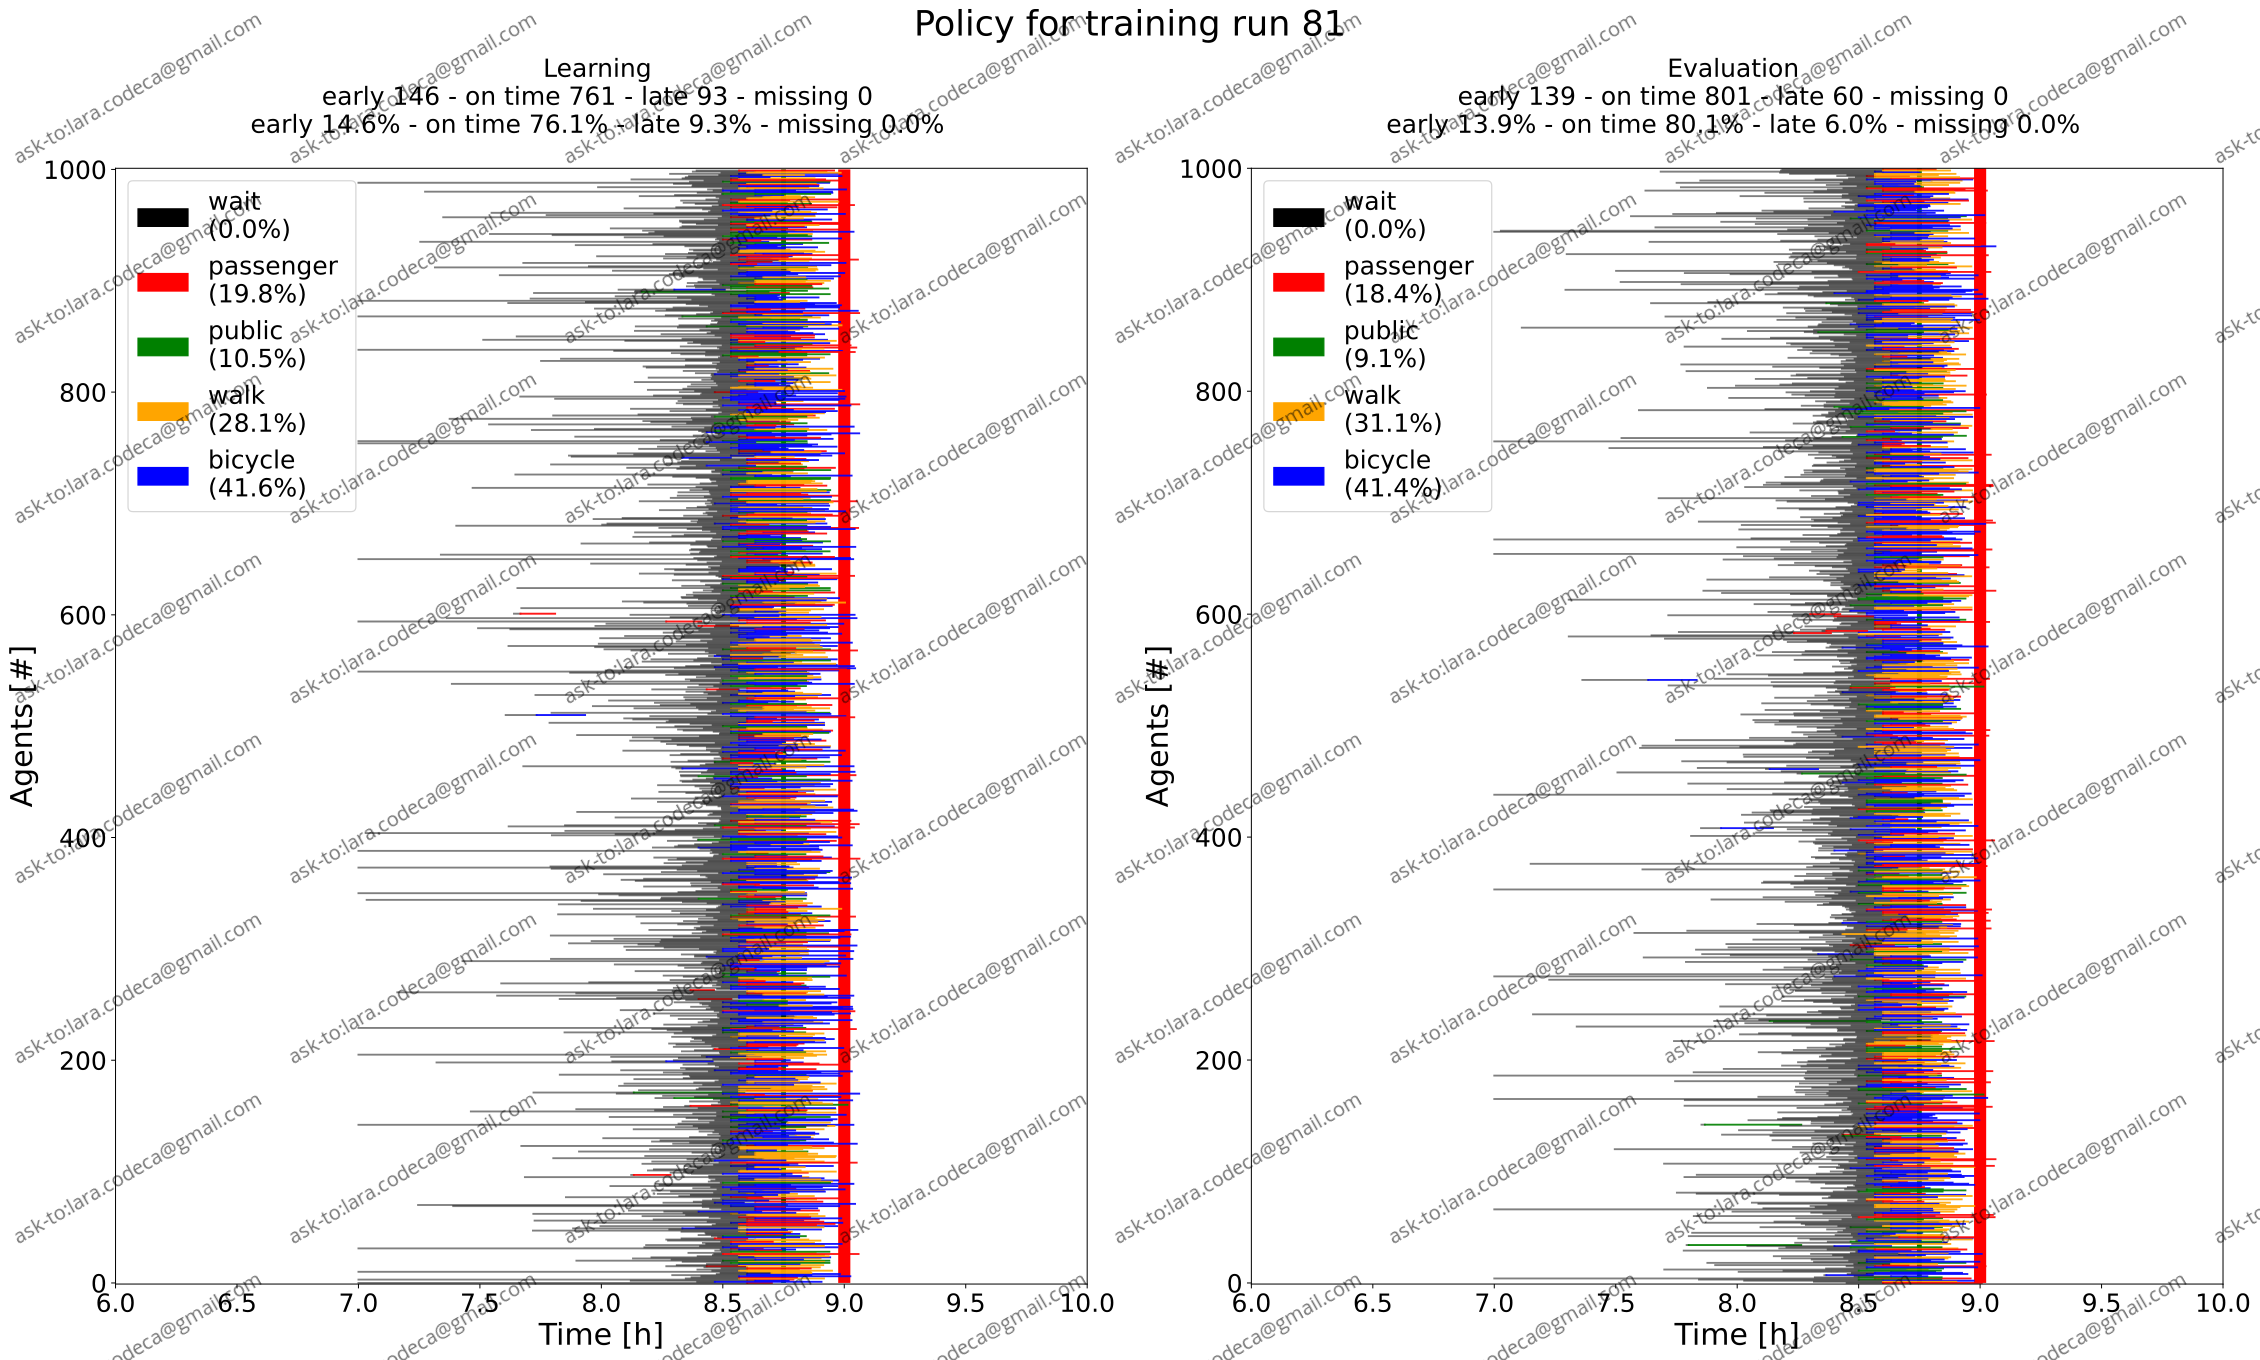 Policy for training run 81
Learning
early 146 - on time 761 - late 93 - missing 0
early 14.6% - on time 76.1% - late 9.3% - missing 0.0%
1000
800
600
400
200
0
Agents [#]
wait
(0.0%)
passenger
(19.8%)
public
(10.5%)
walk
(28.1%)
bicycle
(41.6%)
6.0 6.5 7.0 7.5 8.0 8.5 9.0 9.5 10.0
Time [h]
Evaluation
early 139 - on time 801 - late 60 - missing 0
early 13.9% - on time 80.1% - late 6.0% - missing 0.0%
1000
800
600
400
200
0
Agents [#]
wait
(0.0%)
passenger
(18.4%)
public
(9.1%)
walk
(31.1%)
bicycle
(41.4%)
6.0 6.5 7.0 7.5 8.0 8.5 9.0 9.5 10.0
Time [h]
ask-to:lara.codeca@gmail.com